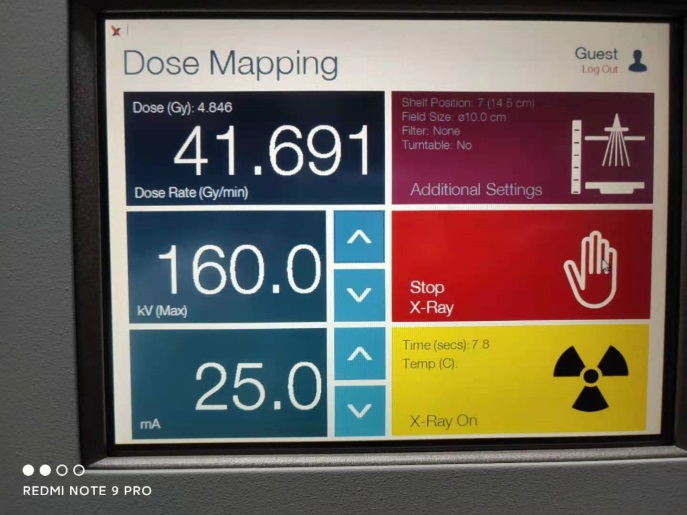 Dose Mapping
Guest
Log Out
Dose (Gy): 4.846
41.691
Dose Rate (Gy/min)
Shelf Position: 7 (14.5 cm)
Field Size: ø10.0 cm
Filter: None
Turntable: No
Additional Settings
160.0
kV (Max)
Stop
X-Ray
25.0
mA
Time (secs): 7.8
Temp (C):
X-Ray On
REDMI NOTE 9 PRO